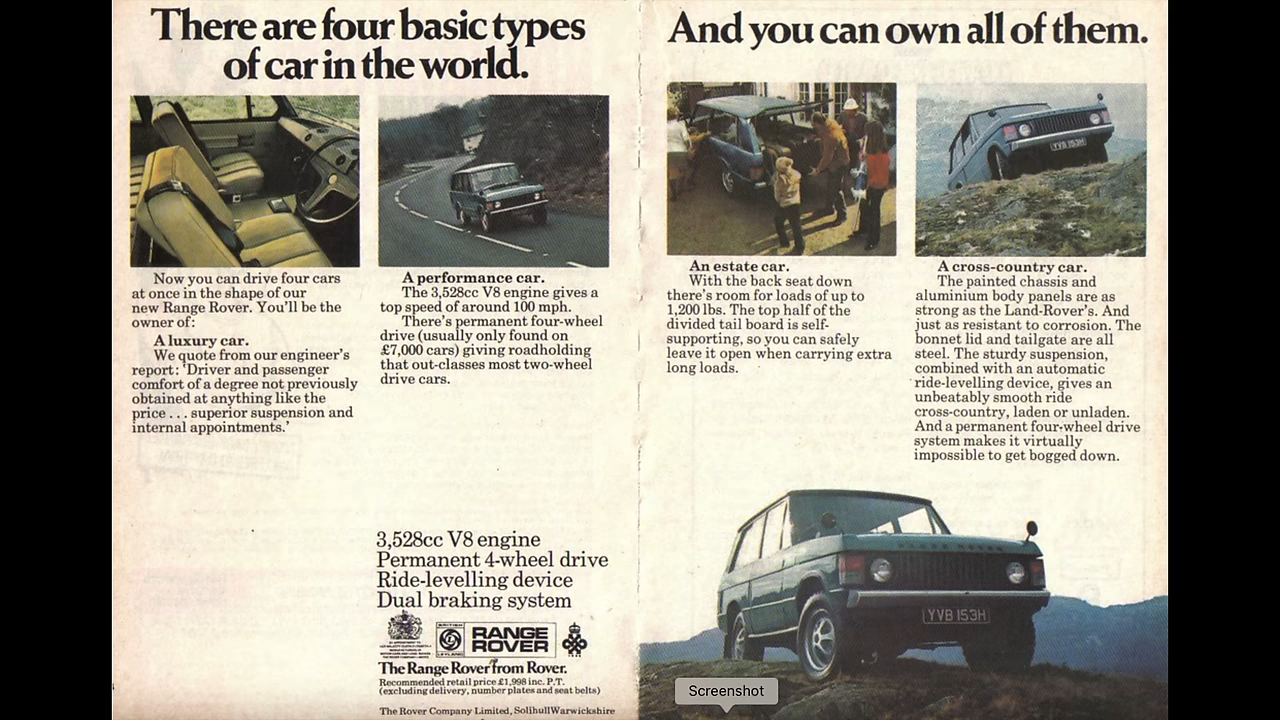 There are four basic types
of car in the world.
Now you can drive four cars
at once in the shape of our
new Range Rover. You'll be the
owner of:
A luxury car.
We quote from our engineer's
report: 'Driver and passenger
comfort of a degree not previously
obtained at anything like the
price . . . superior suspension and
internal appointments.'
A performance car.
The 3,528cc V8 engine gives a
top speed of around 100 mph.
There's permanent four-wheel
drive (usually only found on
£7,000 cars) giving roadholding
that out-classes most two-wheel
drive cars.
3,528cc V8 engine
Permanent 4-wheel drive
Ride-levelling device
Dual braking system
BRITISH
LEYLAND
RANGE
ROVER
The Range Rover from Rover.
Recommended retail price £1,998 inc. P.T.
(excluding delivery, number plates and seat belts)
The Rover Company Limited, Solihull Warwickshire
And you can own all of them.
An estate car.
With the back seat down
there's room for loads of up to
1,200 lbs. The top half of the
divided tail board is self-
supporting, so you can safely
leave it open when carrying extra
long loads.
YVB 153H
A cross-country car.
The painted chassis and
aluminium body panels are as
strong as the Land-Rover's. And
just as resistant to corrosion. The
bonnet lid and tailgate are all
steel. The sturdy suspension,
combined with an automatic
ride-levelling device, gives an
unbeatably smooth ride
cross-country, laden or unladen.
And a permanent four-wheel drive
system makes it virtually
impossible to get bogged down.
RANGE ROVER
YVB 153H
Screenshot